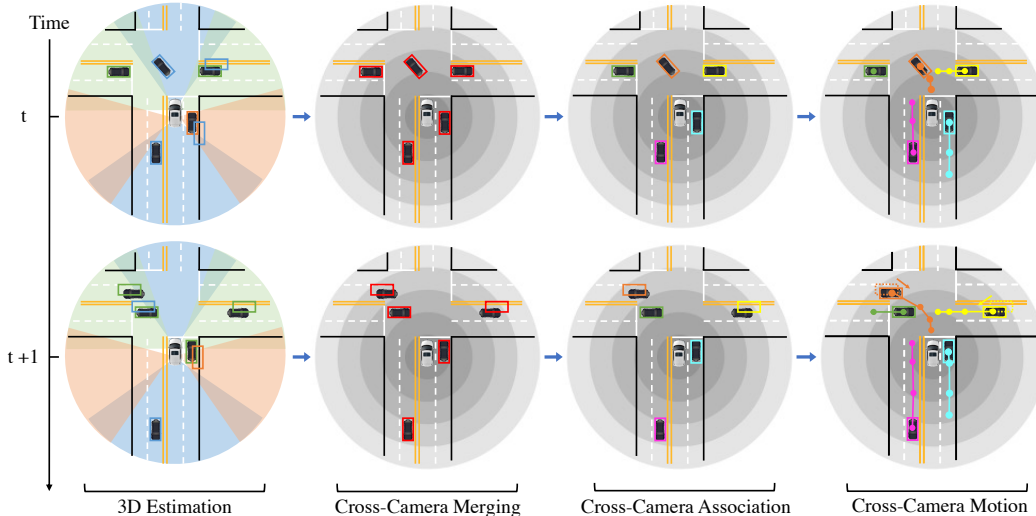 Time
t
t +1
3D Estimation
Cross-Camera Merging
Cross-Camera Association
Cross-Camera Motion